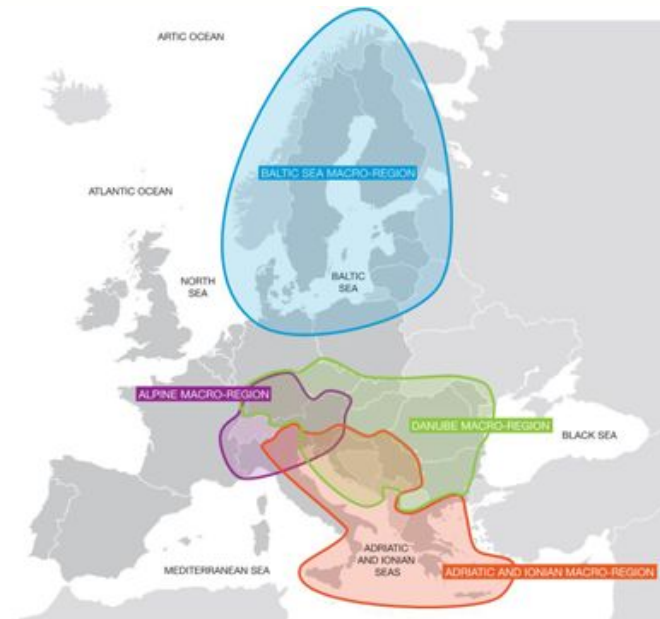 ARTIC OCEAN
BALTIC SEA MACRO-REGION
ATLANTIC OCEAN
NORTH
SEA
BALTIC
SEA
ALPINE MACRO-REGION
DANUBE MACRO-REGION
BLACK SEA
ADRIATIC
AND IONIAN
SEAS
MEDITERRANEAN SEA
ADRIATIC AND IONIAN MACRO-REGION